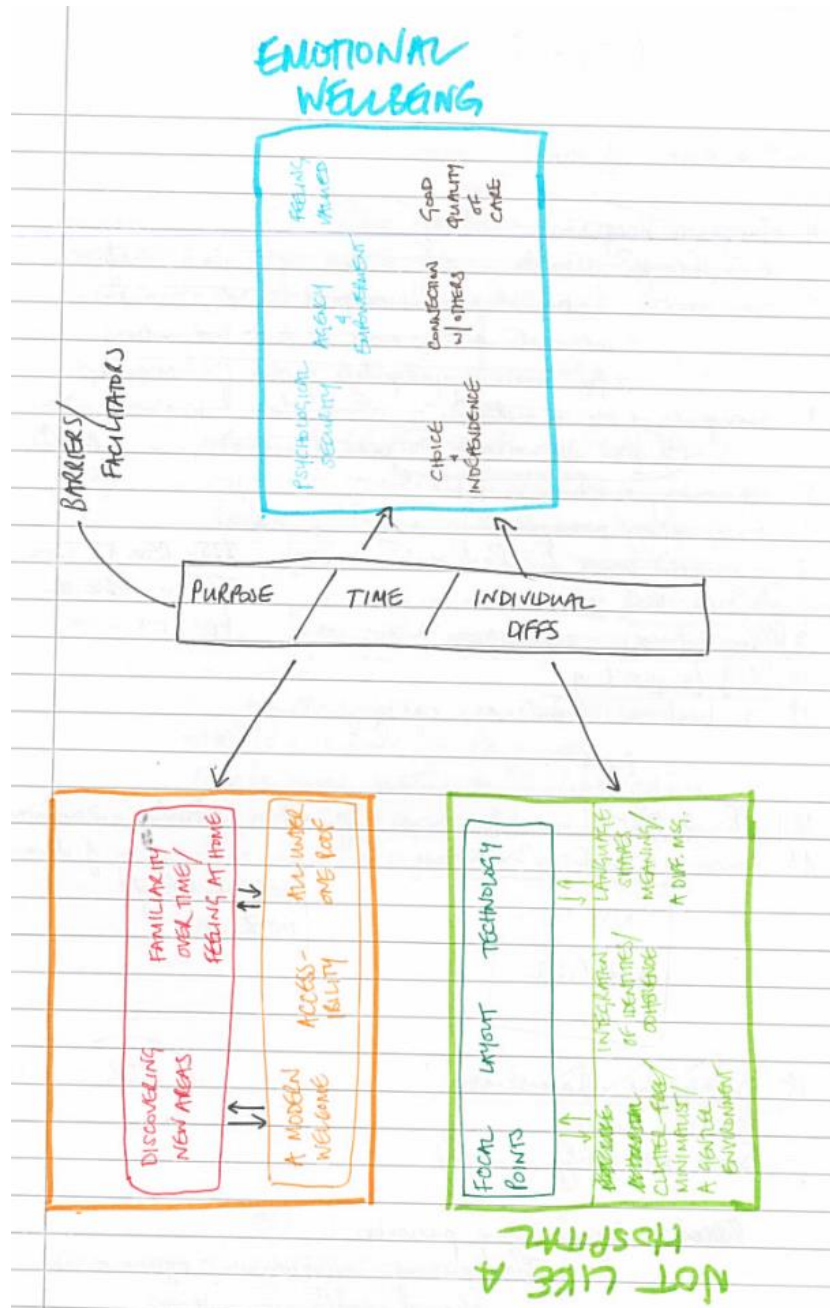 EMOTIONAL
WELLBEING
PSYCHOLOGICAL
SECURITY
AGENCY
+
EMPOWERMENT
FEELING
VALUED
CHOICE
+
INDEPENDENCE
CONNECTION
W/ OTHERS
GOOD
QUALITY
OF
CARE
BARRIERS/
FACILITATORS
PURPOSE / TIME / INDIVIDUAL
DIFFS
DISCOVERING
NEW AREAS
FAMILIARITY
OVER TIME/
FEELING AT HOME
A MODERN
WELCOME
ACCESS-
IBILITY
ALL UNDER
ONE ROOF
FOCAL
POINTS
LAYOUT
TECHNOLOGY
CLUTTER-FREE/
MINIMALIST/
A GENTLER
ENVIRONMENT
INTEGRATION
OF IDENTITIES/
COHERENCE
LANGUAGE
SHAPES
MEANING/
A DIFF. MSG.
NOT LIKE A
HOSPITAL